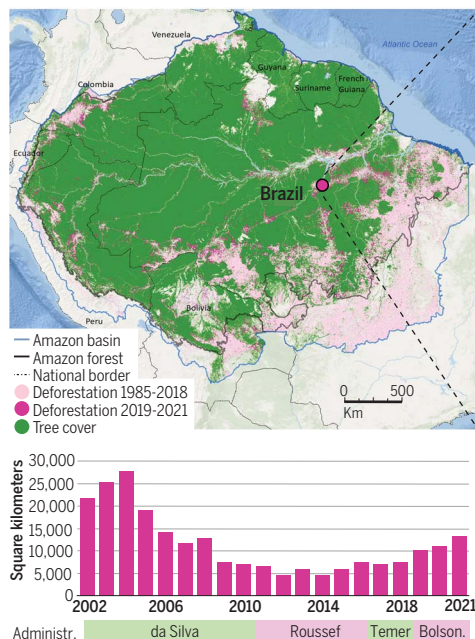 Venezuela
Atlantic Ocean
Guyana
Colombia
Suriname
French
Guiana
Ecuador
Brazil
Bolivia
Peru
Amazon basin
Amazon forest
National border
Deforestation 1985-2018
Deforestation 2019-2021
Tree cover
0 500
Km
Square kilometers
30,000
25,000
20,000
15,000
10,000
5,000
0
2002 2006 2010 2014 2018 2021
Administr. da Silva Roussef Temer Bolson.